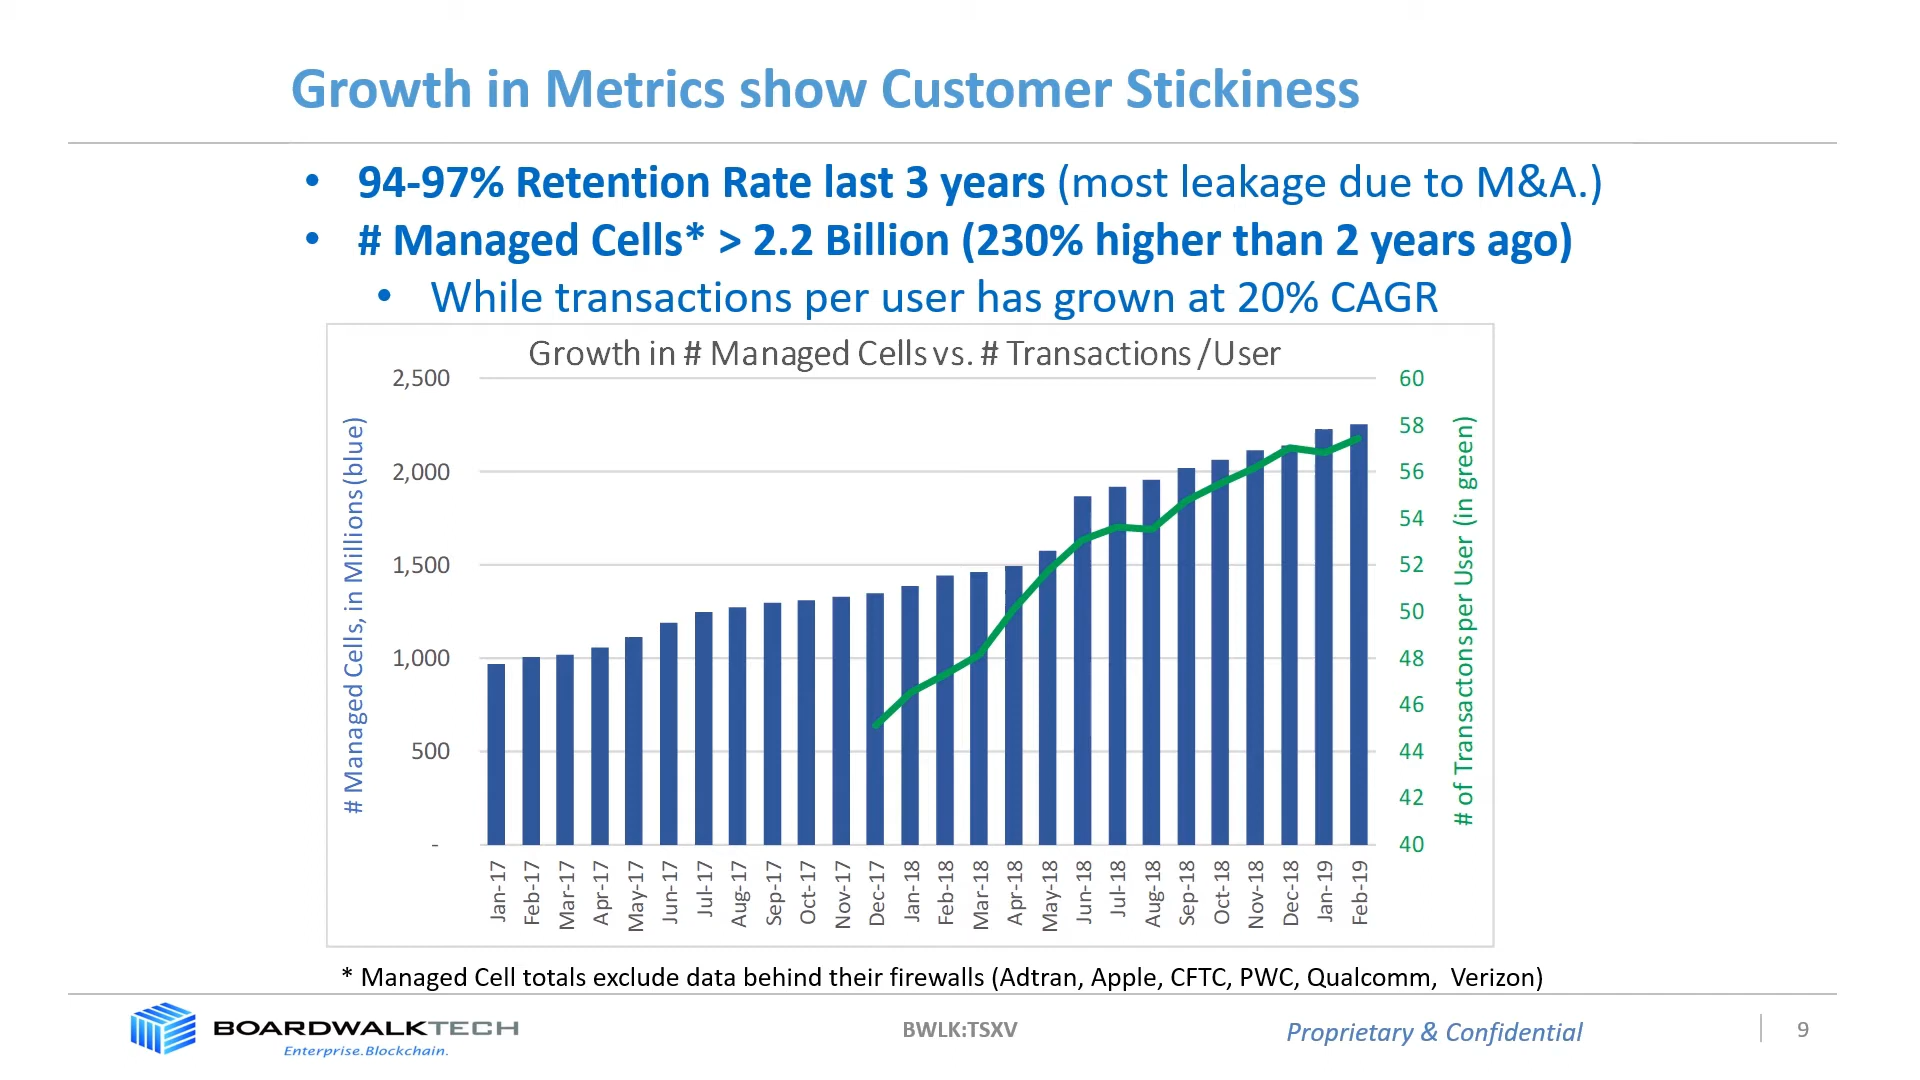 Growth in Metrics show Customer Stickiness
• 94-97% Retention Rate last 3 years (most leakage due to M&A.)
• # Managed Cells* > 2.2 Billion (230% higher than 2 years ago)
• While transactions per user has grown at 20% CAGR
Growth in # Managed Cells vs. # Transactions /User
# Managed Cells, in Millions (blue)
2,500
2,000
1,500
1,000
500
-
60
58
56
54
52
50
48
46
44
42
40
# of Transactons per User (in green)
Jan-17
Feb-17
Mar-17
Apr-17
May-17
Jun-17
Jul-17
Aug-17
Sep-17
Oct-17
Nov-17
Dec-17
Jan-18
Feb-18
Mar-18
Apr-18
May-18
Jun-18
Jul-18
Aug-18
Sep-18
Oct-18
Nov-18
Dec-18
Jan-19
Feb-19
* Managed Cell totals exclude data behind their firewalls (Adtran, Apple, CFTC, PWC, Qualcomm, Verizon)
BOARDWALKTECH
Enterprise.Blockchain.
BWLK:TSXV
Proprietary & Confidential
9